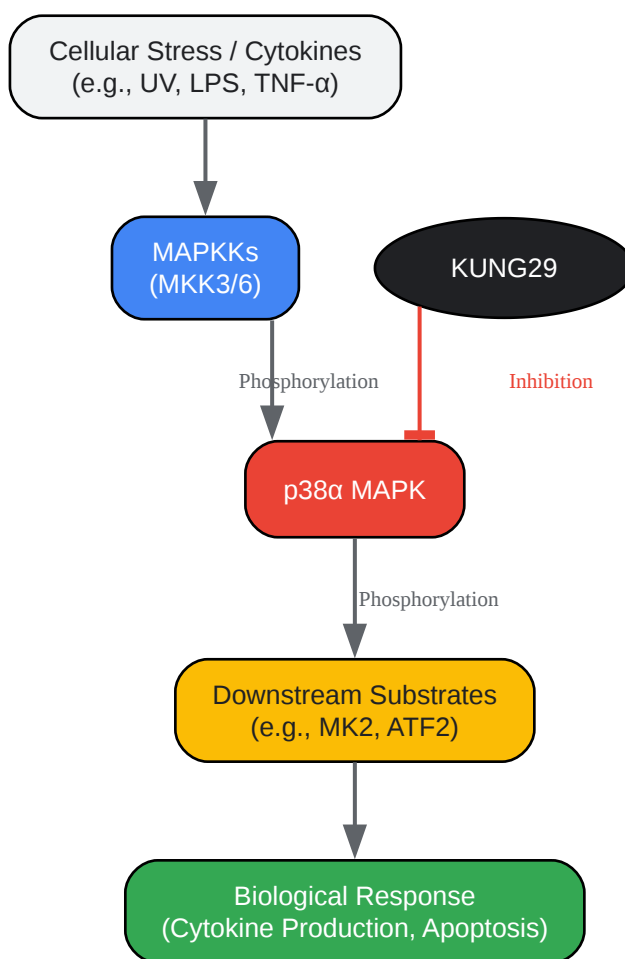 Cellular Stress / Cytokines
(e.g., UV, LPS, TNF-α)
MAPKKs
(MKK3/6)
KUNG29
Phosphorylation
Inhibition
p38α MAPK
Phosphorylation
Downstream Substrates
(e.g., MK2, ATF2)
Biological Response
(Cytokine Production, Apoptosis)